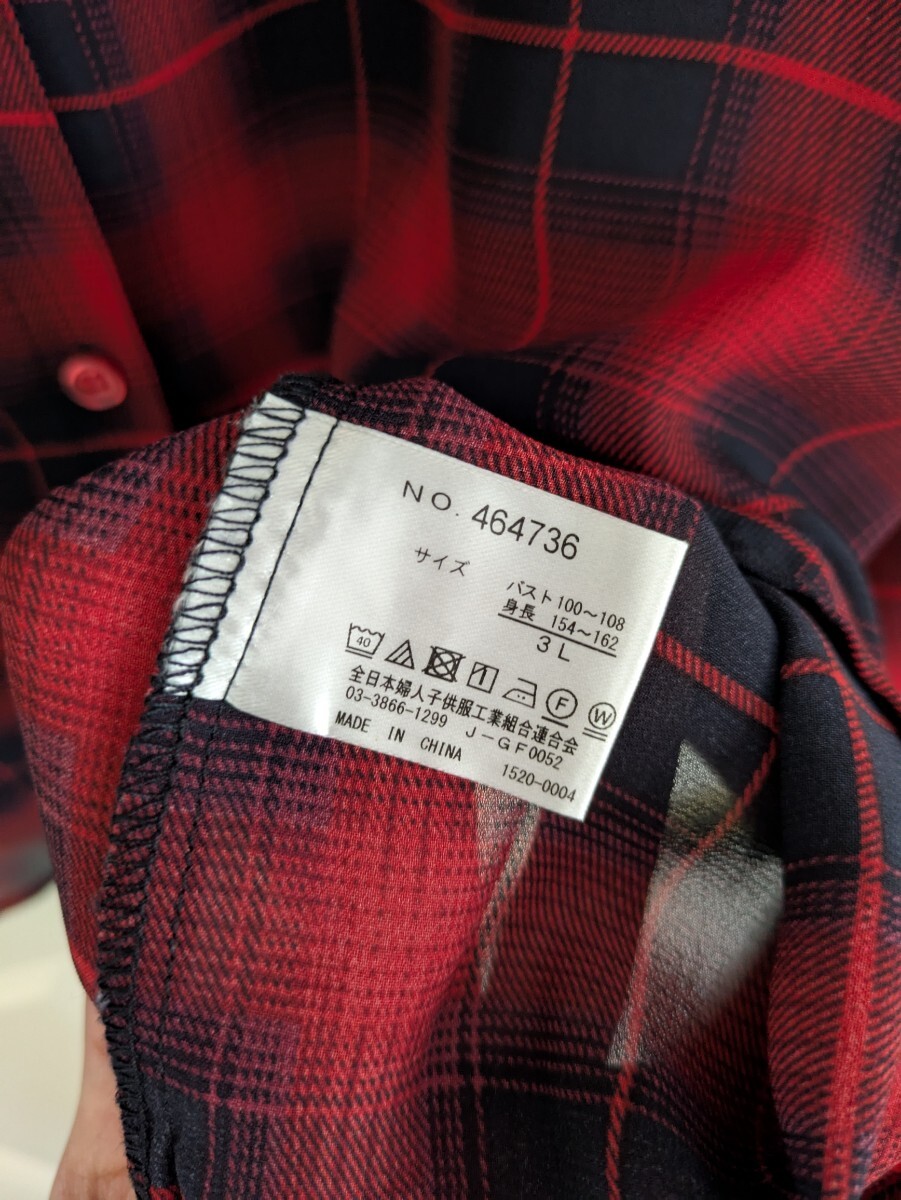 NO. 464736
サイズ
バスト 100～108
身長 154～162
3L
40
F
W
全日本婦人子供服工業組合連合会
03-3866-1299 J-GF0052
MADE IN CHINA 1520-0004